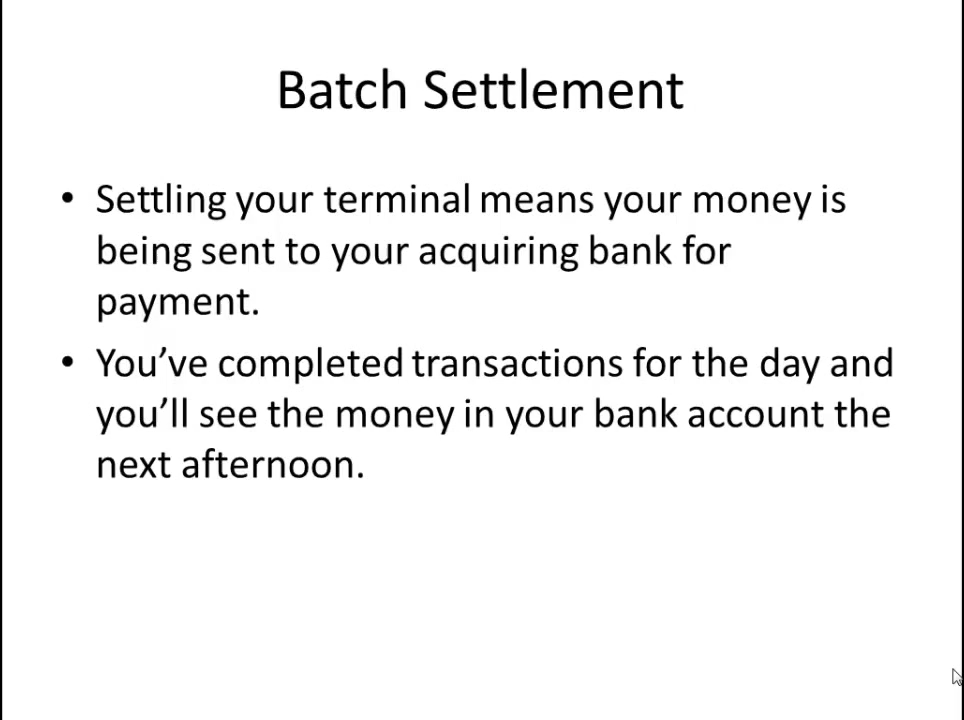 Batch Settlement
• Settling your terminal means your money is
being sent to your acquiring bank for
payment.
• You’ve completed transactions for the day and
you’ll see the money in your bank account the
next afternoon.